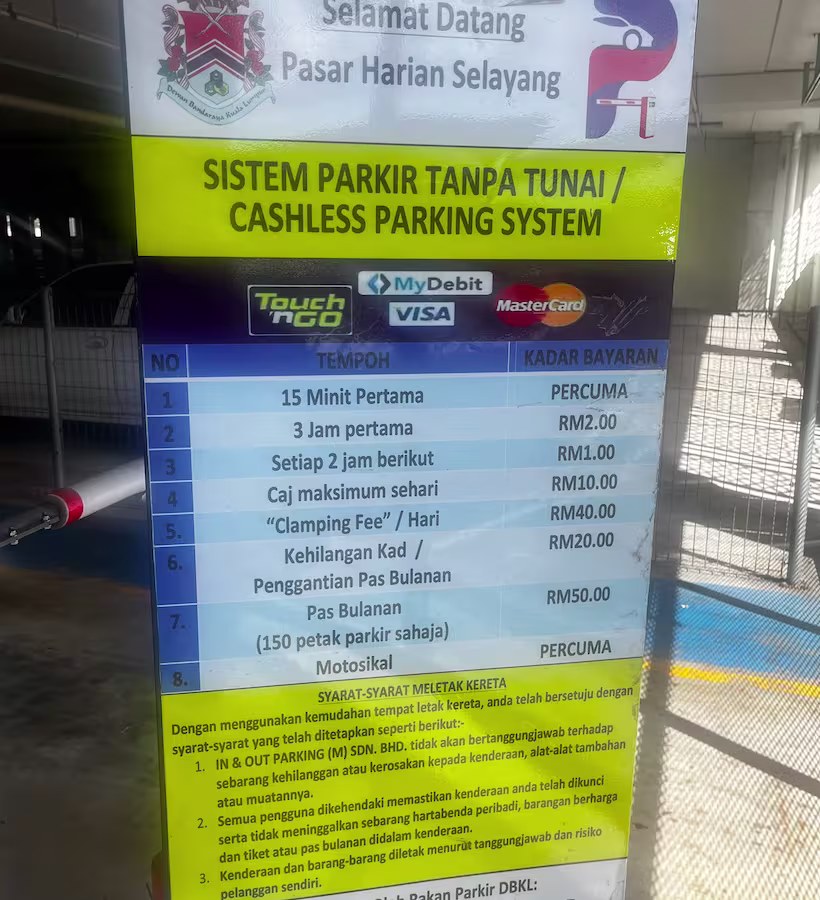 Selamat Datang
Pasar Harian Selayang
Dewan Bandaraya Kuala Lumpur
SISTEM PARKIR TANPA TUNAI /
CASHLESS PARKING SYSTEM
Touch
'nGO
MyDebit
VISA
MasterCard
NO TEMPOH KADAR BAYARAN
1 15 Minit Pertama PERCUMA
2 3 Jam pertama RM2.00
3 Setiap 2 jam berikut RM1.00
4 Caj maksimum sehari RM10.00
5. “Clamping Fee” / Hari RM40.00
6. Kehilangan Kad / RM20.00
Penggantian Pas Bulanan
7. Pas Bulanan RM50.00
(150 petak parkir sahaja)
8. Motosikal PERCUMA
SYARAT-SYARAT MELETAK KERETA
Dengan menggunakan kemudahan tempat letak kereta, anda telah bersetuju dengan
syarat-syarat yang telah ditetapkan seperti berikut:-
1. IN & OUT PARKING (M) SDN. BHD. tidak akan bertanggungjawab terhadap
sebarang kehilanggan atau kerosakan kepada kenderaan, alat-alat tambahan
atau muatannya.
2. Semua pengguna dikehendaki memastikan kenderaan anda telah dikunci
serta tidak meninggalkan sebarang hartabenda peribadi, barangan berharga
dan tiket atau pas bulanan didalam kenderaan.
3. Kenderaan dan barang-barang diletak menurut tanggungjawab dan risiko
pelanggan sendiri.
Rakan Parkir DBKL: